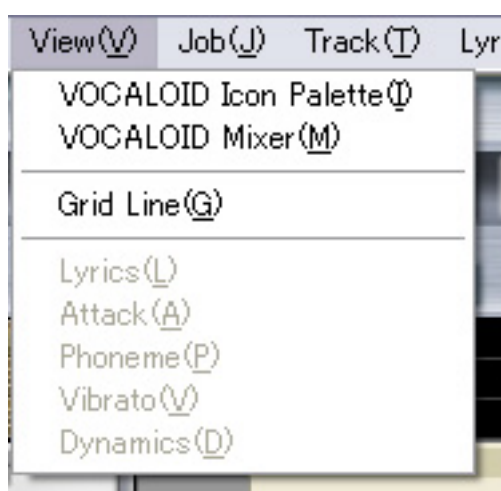 View(V) Job(J) Track(T) Lyr
VOCALOID Icon Palette(I)
VOCALOID Mixer(M)
Grid Line(G)
Lyrics(L)
Attack(A)
Phoneme(P)
Vibrato(V)
Dynamics(D)